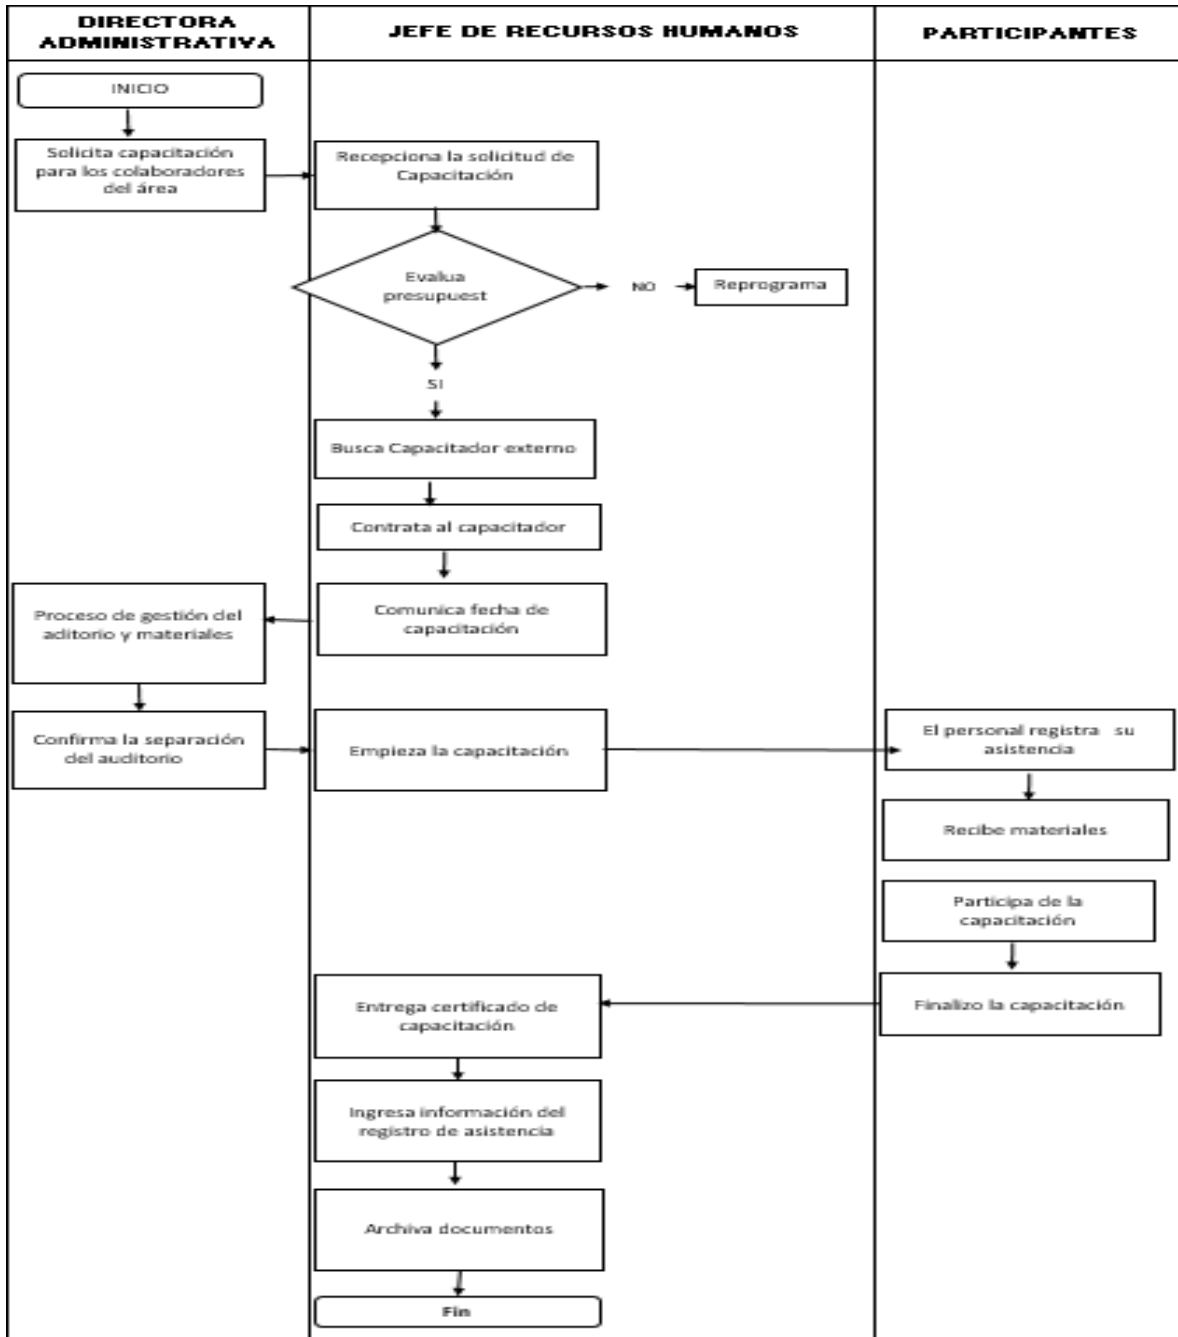 DIRECTORA
ADMINISTRATIVA
JEFE DE RECURSOS HUMANOS
PARTICIPANTES
INICIO
Solicita capacitación
para los colaboradores
del área
Recepciona la solicitud de
Capacitación
Evalua
presupuest
NO
Reprograma
SI
Busca Capacitador externo
Contrata al capacitador
Comunica fecha de
capacitación
Proceso de gestión del
aditorio y materiales
Confirma la separación
del auditorio
Empieza la capacitación
El personal registra su
asistencia
Recibe materiales
Participa de la
capacitación
Finalizo la capacitación
Entrega certificado de
capacitación
Ingresa información del
registro de asistencia
Archiva documentos
Fin